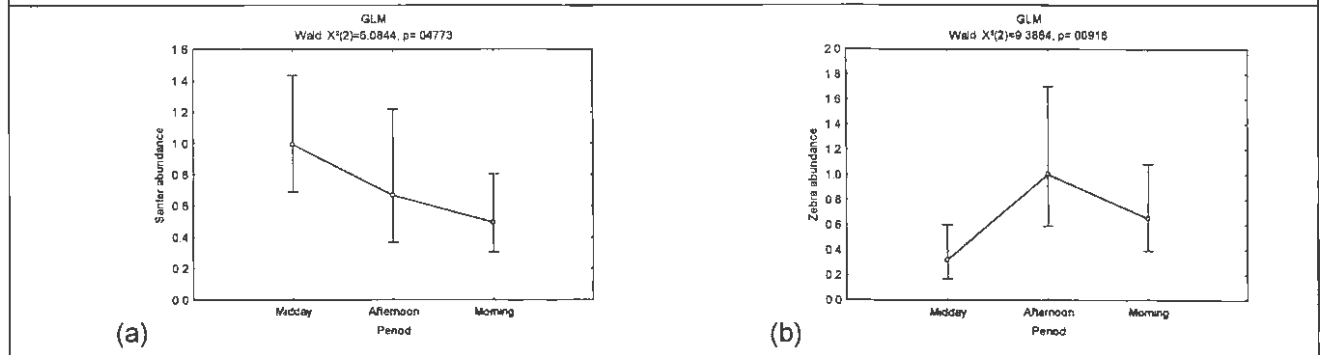 GLM
Wald X²(2)=6.0844, p= 04773
Santer abundance
1.6
1.4
1.2
1.0
0.8
0.6
0.4
0.2
0.0
Midday Afternoon Morning
Period
(a)
GLM
Wald X²(2)=9 3864, p= 00916
Zebra abundance
2.0
1.8
1.6
1.4
1.2
1.0
0.8
0.6
0.4
0.2
0.0
Midday Afternoon Morning
Period
(b)